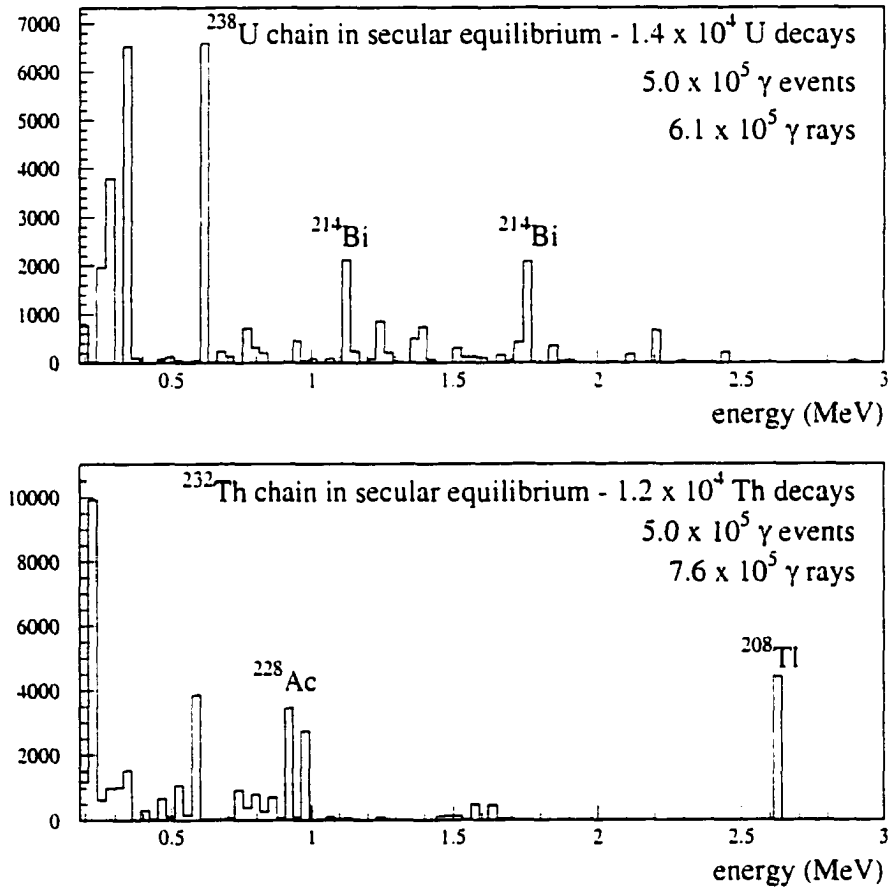 7000
6000
5000
4000
3000
2000
1000
0
²³⁸U chain in secular equilibrium - 1.4 x 10⁴ U decays
5.0 x 10⁵ γ events
6.1 x 10⁵ γ rays
²¹⁴Bi
²¹⁴Bi
0.5
1
1.5
2
2.5
3
energy (MeV)
10000
8000
6000
4000
2000
0
²³²Th chain in secular equilibrium - 1.2 x 10⁴ Th decays
5.0 x 10⁵ γ events
7.6 x 10⁵ γ rays
²²⁸Ac
²⁰⁸Tl
0.5
1
1.5
2
2.5
3
energy (MeV)